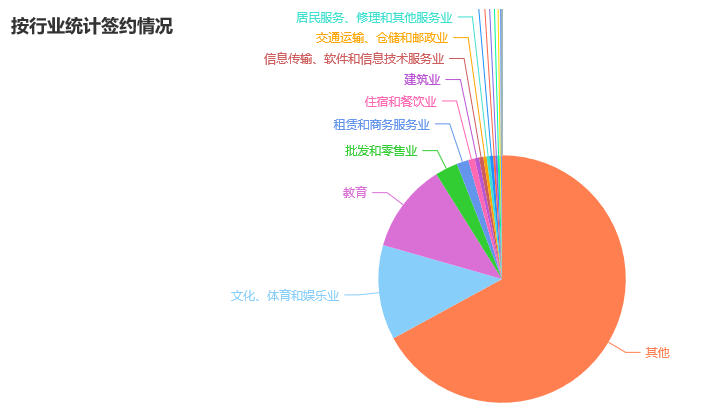 按行业统计签约情况
居民服务、修理和其他服务业
交通运输、仓储和邮政业
信息传输、软件和信息技术服务业
建筑业
住宿和餐饮业
租赁和商务服务业
批发和零售业
教育
文化、体育和娱乐业
其他